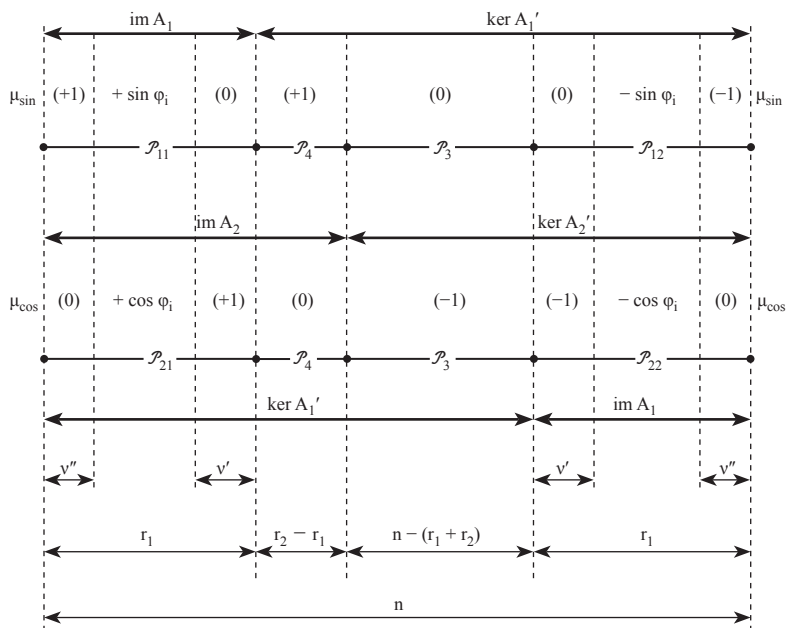 im A₁ ker A₁′
μsin (+1) + sin φᵢ (0) (+1) (0) (0) − sin φᵢ (−1) μsin
𝒫₁₁ 𝒫₄ 𝒫₃ 𝒫₁₂
im A₂ ker A₂′
μcos (0) + cos φᵢ (+1) (0) (−1) (−1) − cos φᵢ (0) μcos
𝒫₂₁ 𝒫₄ 𝒫₃ 𝒫₂₂
ker A₁′ im A₁
ν″ ν′ ν′ ν″
r₁ r₂ − r₁ n − (r₁ + r₂) r₁
n